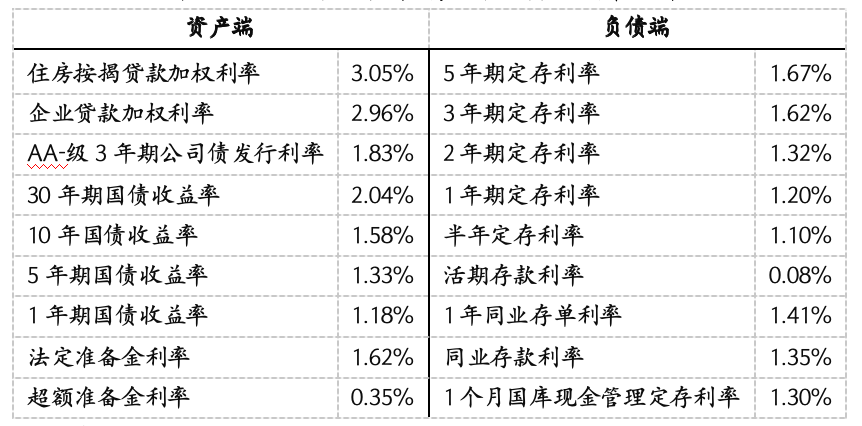 资产端 负债端
住房按揭贷款加权利率 3.05% 5年期定存利率 1.67%
企业贷款加权利率 2.96% 3年期定存利率 1.62%
AA-级 3 年期公司债发行利率 1.83% 2年期定存利率 1.32%
30 年期国债收益率 2.04% 1年期定存利率 1.20%
10 年国债收益率 1.58% 半年定存利率 1.10%
5 年期国债收益率 1.33% 活期存款利率 0.08%
1 年期国债收益率 1.18% 1年同业存单利率 1.41%
法定准备金利率 1.62% 同业存款利率 1.35%
超额准备金利率 0.35% 1个月国库现金管理定存利率 1.30%